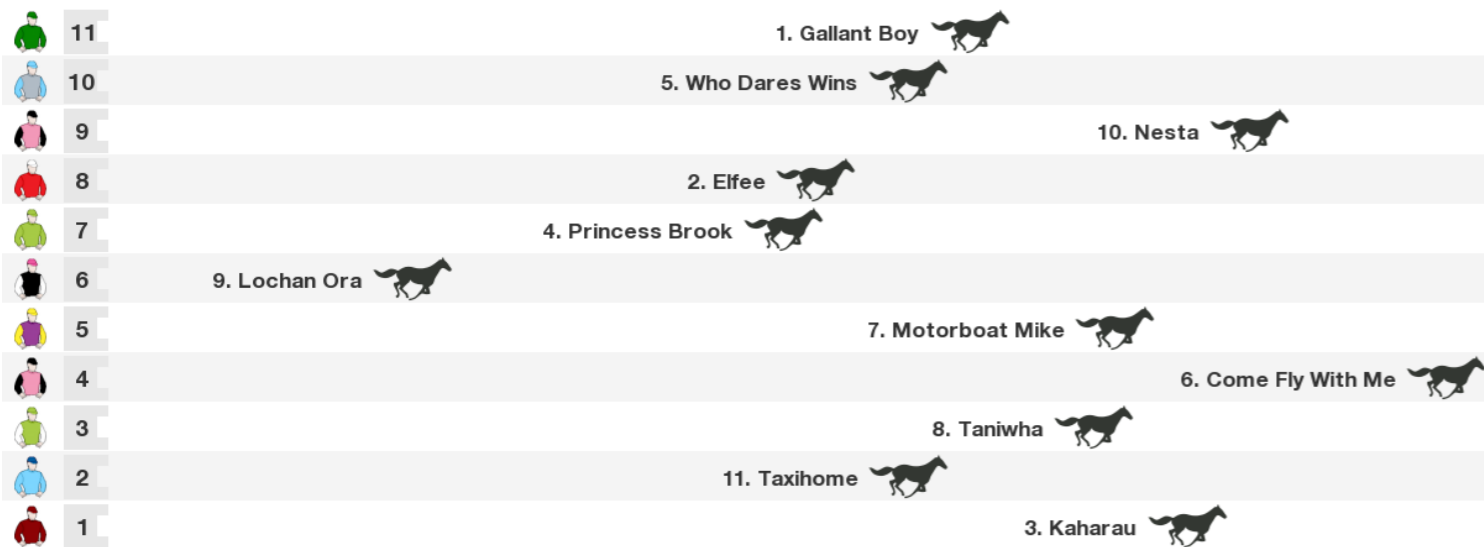 11 1. Gallant Boy
10 5. Who Dares Wins
9 10. Nesta
8 2. Elfee
7 4. Princess Brook
6 9. Lochan Ora
5 7. Motorboat Mike
4 6. Come Fly With Me
3 8. Taniwha
2 11. Taxihome
1 3. Kaharau